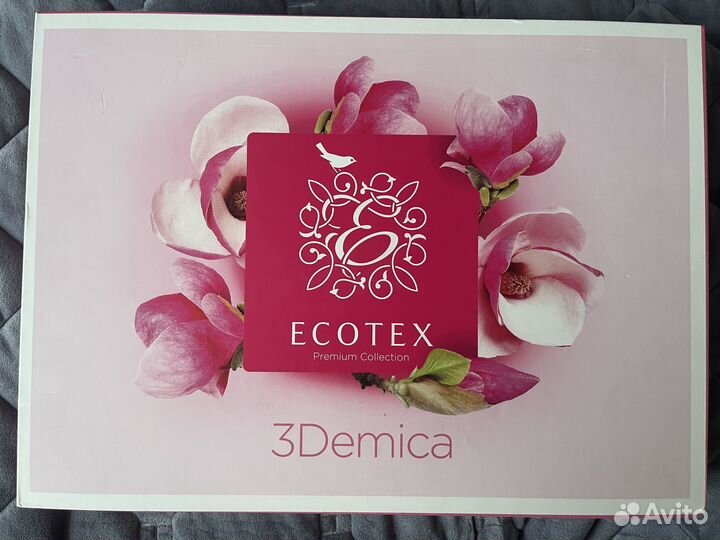 ECOTEX
Premium Collection
3Demica
Avito